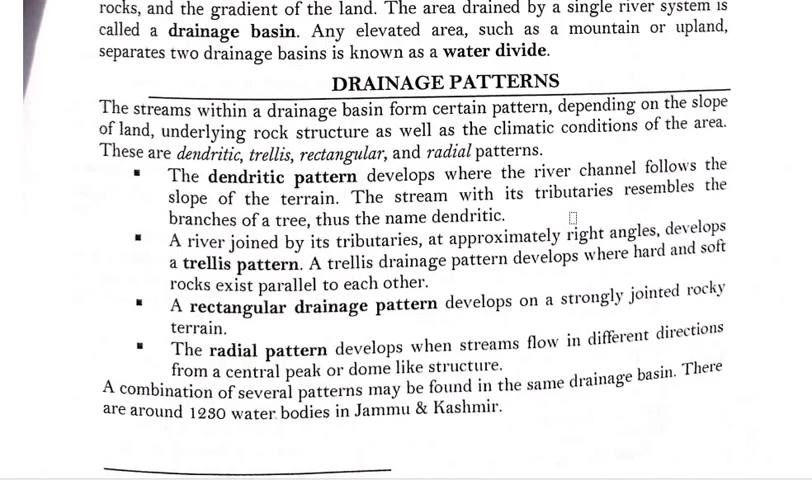 rocks, and the gradient of the land. The area drained by a single river system is
called a drainage basin. Any elevated area, such as a mountain or upland,
separates two drainage basins is known as a water divide.
DRAINAGE PATTERNS
The streams within a drainage basin form certain pattern, depending on the slope
of land, underlying rock structure as well as the climatic conditions of the area.
These are dendritic, trellis, rectangular, and radial patterns.
▪ The dendritic pattern develops where the river channel follows the
slope of the terrain. The stream with its tributaries resembles the
branches of a tree, thus the name dendritic.
▪ A river joined by its tributaries, at approximately right angles, develops
a trellis pattern. A trellis drainage pattern develops where hard and soft
rocks exist parallel to each other.
▪ A rectangular drainage pattern develops on a strongly jointed rocky
terrain.
▪ The radial pattern develops when streams flow in different directions
from a central peak or dome like structure.
A combination of several patterns may be found in the same drainage basin. There
are around 1230 water bodies in Jammu & Kashmir.